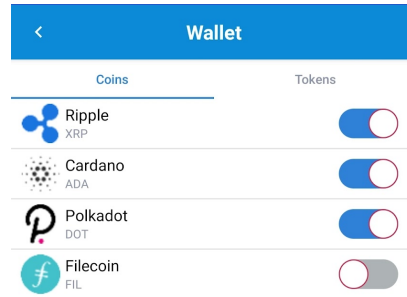 Wallet
Coins
Tokens
Ripple
XRP
Cardano
ADA
Polkadot
DOT
Filecoin
FIL